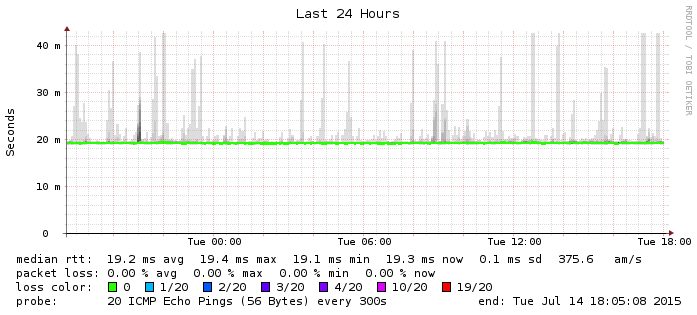 Last 24 Hours
RRDTOOL / TOBI OETIKER
Seconds
40 m
30 m
20 m
10 m
0
Tue 00:00 Tue 06:00 Tue 12:00 Tue 18:00
median rtt: 19.2 ms avg 19.4 ms max 19.1 ms min 19.3 ms now 0.1 ms sd 375.6 am/s
packet loss: 0.00 % avg 0.00 % max 0.00 % min 0.00 % now
loss color: 0 1/20 2/20 3/20 4/20 10/20 19/20
probe: 20 ICMP Echo Pings (56 Bytes) every 300s end: Tue Jul 14 18:05:08 2015